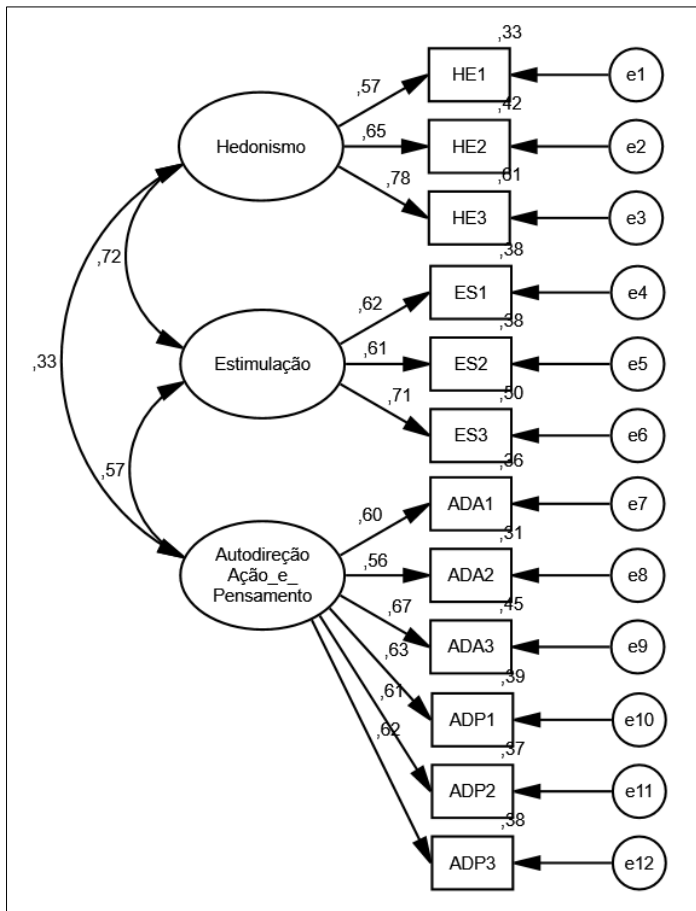 ,33
,57
HE1
e1
,42
Hedonismo
,65
HE2
e2
,61
,78
HE3
e3
,38
,72
,62
ES1
e4
,38
,33
Estimulação
,61
ES2
e5
,50
,71
ES3
e6
,36
,57
,60
ADA1
e7
,31
Autodireção
Ação_e_
Pensamento
,56
ADA2
e8
,45
,67
ADA3
e9
,63
,39
,61
ADP1
e10
,62
,37
ADP2
e11
,38
ADP3
e12